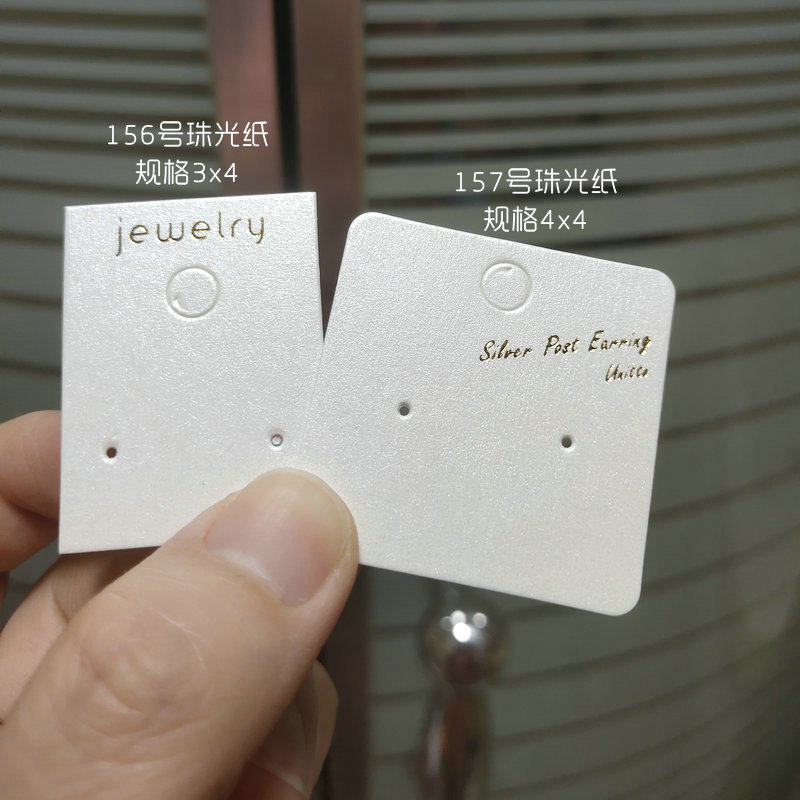 156号珠光纸
规格3x4
jewelry
157号珠光纸
规格4x4
Silver Post Earring